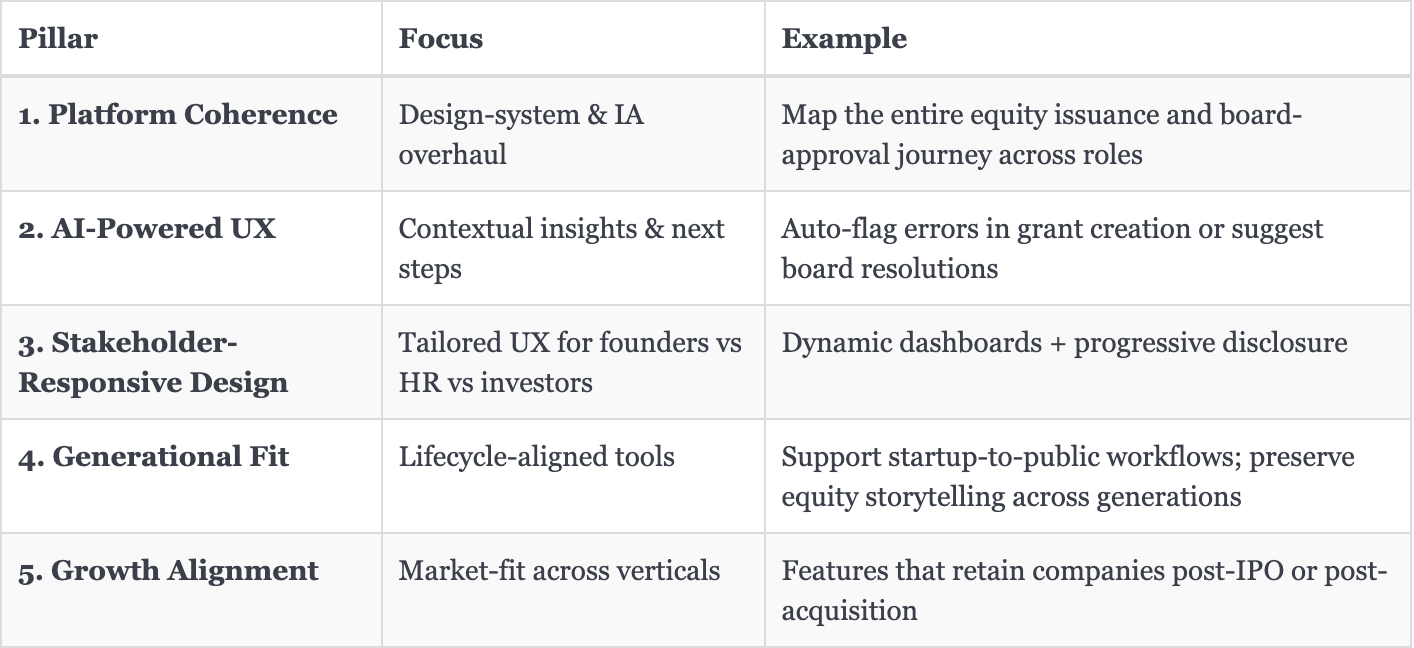 Pillar
Focus
Example
1. Platform Coherence
Design-system & IA
overhaul
Map the entire equity issuance and board-
approval journey across roles
2. AI-Powered UX
Contextual insights & next
steps
Auto-flag errors in grant creation or suggest
board resolutions
3. Stakeholder-
Responsive Design
Tailored UX for founders vs
HR vs investors
Dynamic dashboards + progressive disclosure
4. Generational Fit
Lifecycle-aligned tools
Support startup-to-public workflows; preserve
equity storytelling across generations
5. Growth Alignment
Market-fit across verticals
Features that retain companies post-IPO or post-
acquisition